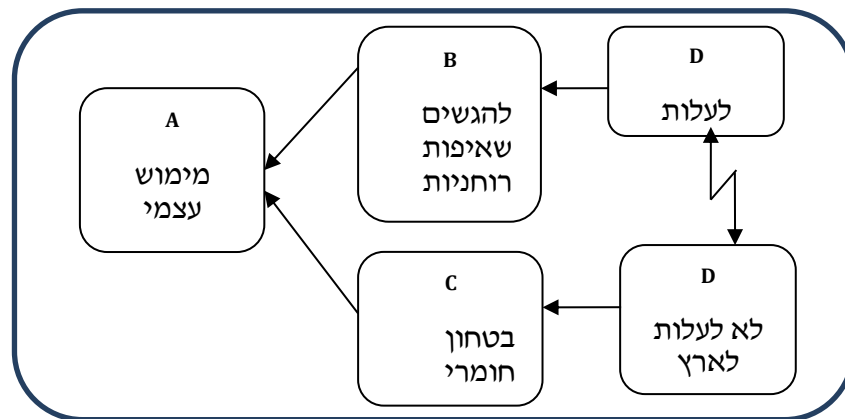 A
מימוש
עצמי
B
להגשים
שאיפות
רוחניות
D
לעלות
C
בטחון
חומרי
D
לא לעלות
לארץ